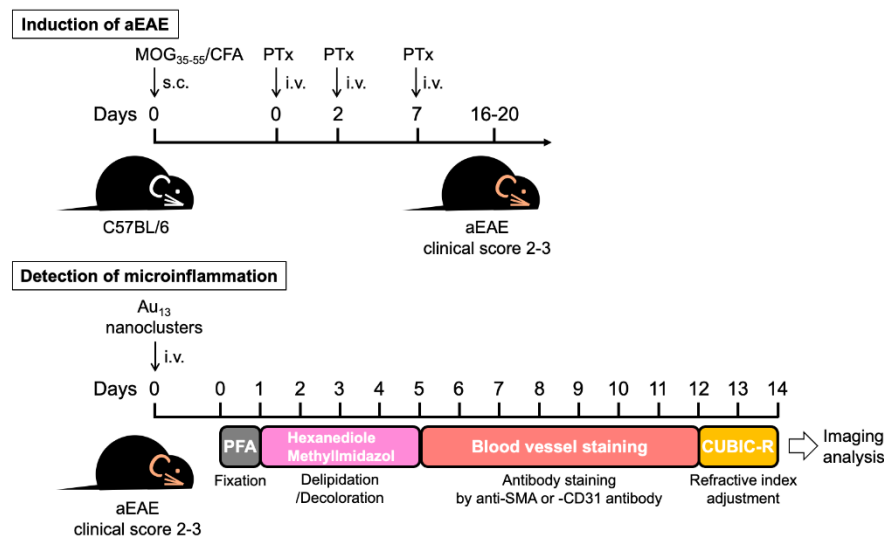 Induction of aEAE
MOG35-55/CFA PTx PTx PTx
s.c. i.v. i.v. i.v.
Days 0 0 2 7 16-20
C57BL/6
aEAE
clinical score 2-3
Detection of microinflammation
Au13
nanoclusters
i.v.
Days 0 0 1 2 3 4 5 6 7 8 9 10 11 12 13 14
PFA
Hexanediole
MethylImidazol
Blood vessel staining
CUBIC-R
Imaging
analysis
Fixation
Delipidation
/Decoloration
Antibody staining
by anti-SMA or -CD31 antibody
Refractive index
adjustment
aEAE
clinical score 2-3